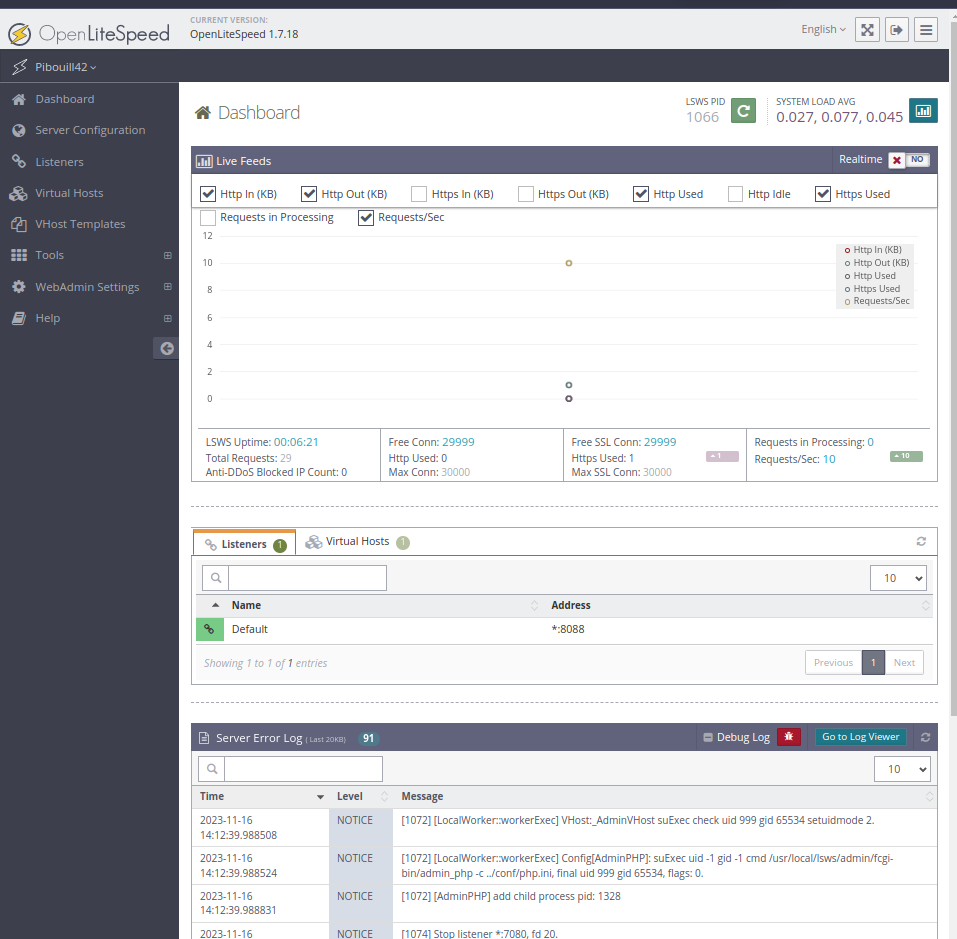 OpenLiteSpeed
CURRENT VERSION:
OpenLiteSpeed 1.7.18
English
Pibouill42
Dashboard
Server Configuration
Listeners
Virtual Hosts
VHost Templates
Tools
WebAdmin Settings
Help
Dashboard
LSWS PID
1066
SYSTEM LOAD AVG
0.027, 0.077, 0.045
Live Feeds
Realtime
NO
Http In (KB)
Http Out (KB)
Https In (KB)
Https Out (KB)
Http Used
Http Idle
Https Used
Requests in Processing
Requests/Sec
12
10
8
6
4
2
0
Http In (KB)
Http Out (KB)
Http Used
Https Used
Requests/Sec
LSWS Uptime: 00:06:21
Total Requests: 29
Anti-DDoS Blocked IP Count: 0
Free Conn: 29999
Http Used: 0
Max Conn: 30000
Free SSL Conn: 29999
Https Used: 1
1
Max SSL Conn: 30000
Requests in Processing: 0
Requests/Sec: 10
10
Listeners 1
Virtual Hosts 1
10
Name
Address
Default
*:8088
Showing 1 to 1 of 1 entries
Previous
1
Next
Server Error Log ( Last 20KB) 91
Debug Log
Go to Log Viewer
10
Time
Level
Message
2023-11-16
14:12:39.988508
NOTICE
[1072] [LocalWorker::workerExec] VHost:_AdminVHost suExec check uid 999 gid 65534 setuidmode 2.
2023-11-16
14:12:39.988524
NOTICE
[1072] [LocalWorker::workerExec] Config[AdminPHP]: suExec uid -1 gid -1 cmd /usr/local/lsws/admin/fcgi-
bin/admin_php -c ../conf/php.ini, final uid 999 gid 65534, flags: 0.
2023-11-16
14:12:39.988831
NOTICE
[1072] [AdminPHP] add child process pid: 1328
2023-11-16
NOTICE
[1074] Stop listener *:7080, fd 20.